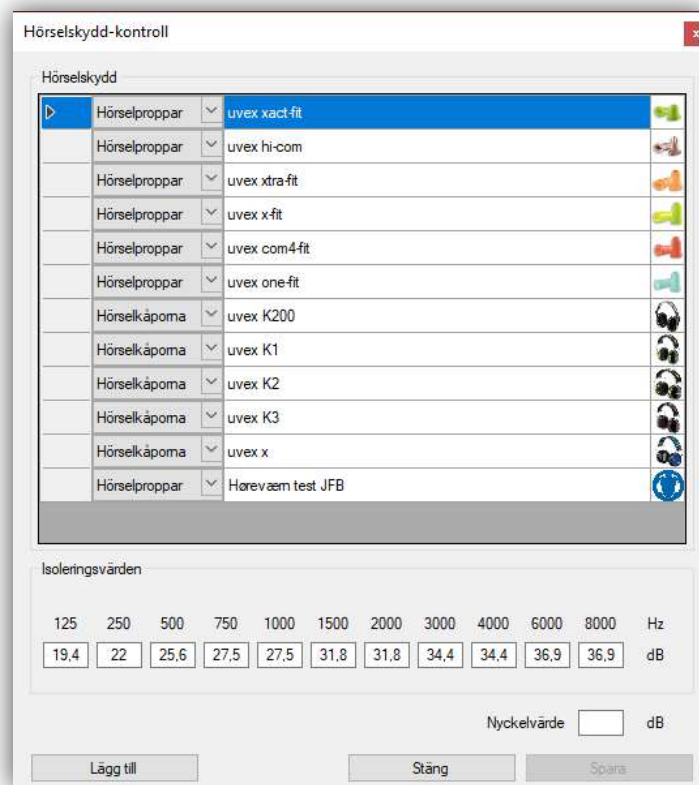 Hörselskydd-kontroll
x
Hörselskydd
Hörselproppar uvex xact-fit
Hörselproppar uvex hi-com
Hörselproppar uvex xtra-fit
Hörselproppar uvex x-fit
Hörselproppar uvex com4-fit
Hörselproppar uvex one-fit
Hörselkåporna uvex K200
Hörselkåporna uvex K1
Hörselkåporna uvex K2
Hörselkåporna uvex K3
Hörselkåporna uvex x
Hörselproppar Høreværn test JFB
Isoleringsvärden
125 250 500 750 1000 1500 2000 3000 4000 6000 8000 Hz
19,4 22 25,6 27,5 27,5 31,8 31,8 34,4 34,4 36,9 36,9 dB
Nyckelvärde dB
Lägg till Stäng Spara